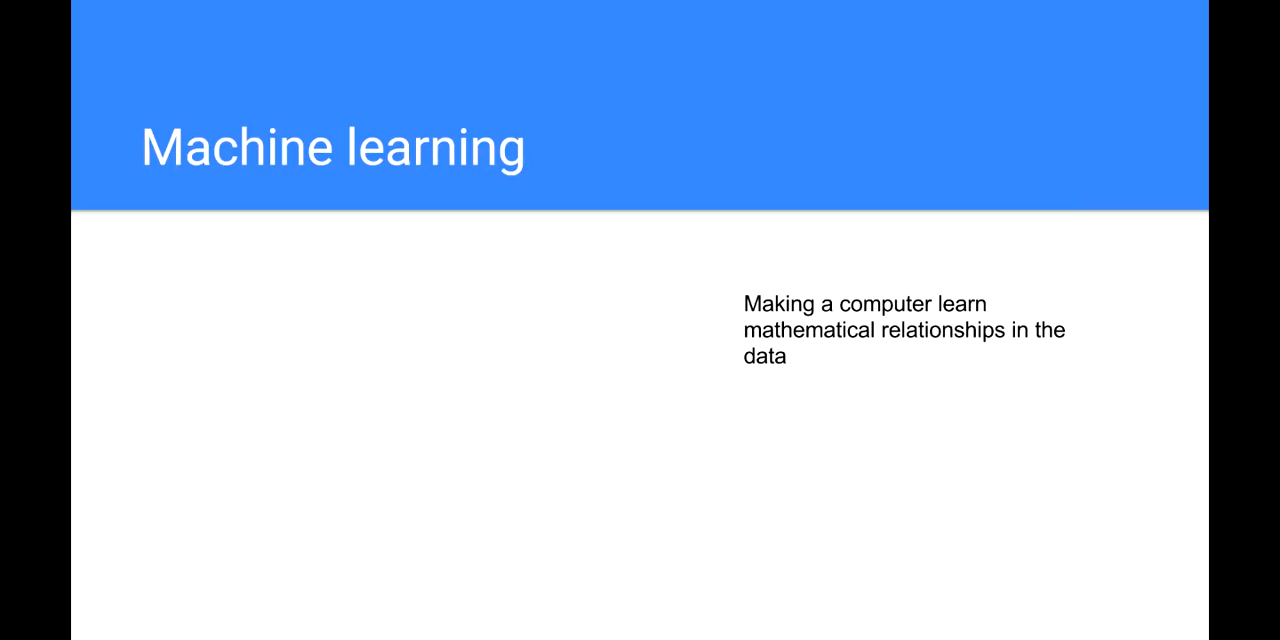 Machine learning
Making a computer learn
mathematical relationships in the
data